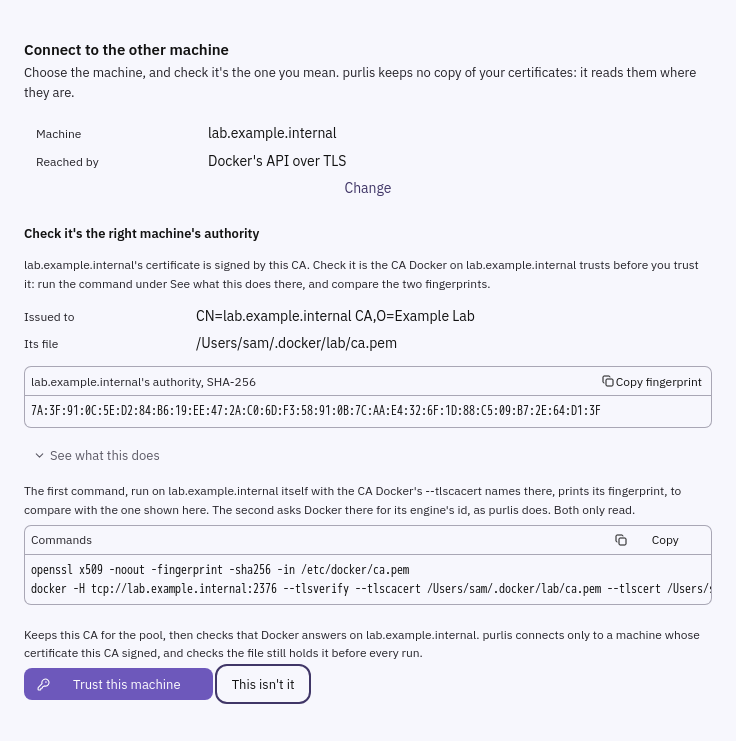 Connect to the other machine
Choose the machine, and check it's the one you mean. purlis keeps no copy of your certificates: it reads them where
they are.
Machine lab.example.internal
Reached by Docker's API over TLS
Change
Check it's the right machine's authority
lab.example.internal's certificate is signed by this CA. Check it is the CA Docker on lab.example.internal trusts before you trust
it: run the command under See what this does there, and compare the two fingerprints.
Issued to CN=lab.example.internal CA,O=Example Lab
Its file /Users/sam/.docker/lab/ca.pem
lab.example.internal's authority, SHA-256 Copy fingerprint
7A:3F:91:0C:5E:D2:84:B6:19:EE:47:2A:C0:6D:F3:58:91:0B:7C:AA:E4:32:6F:1D:88:C5:09:B7:2E:64:D1:3F
See what this does
The first command, run on lab.example.internal itself with the CA Docker's --tlscacert names there, prints its fingerprint, to
compare with the one shown here. The second asks Docker there for its engine's id, as purlis does. Both only read.
Commands Copy
openssl x509 -noout -fingerprint -sha256 -in /etc/docker/ca.pem
docker -H tcp://lab.example.internal:2376 --tlsverify --tlscacert /Users/sam/.docker/lab/ca.pem --tlscert /Users/s
Keeps this CA for the pool, then checks that Docker answers on lab.example.internal. purlis connects only to a machine whose
certificate this CA signed, and checks the file still holds it before every run.
Trust this machine This isn't it